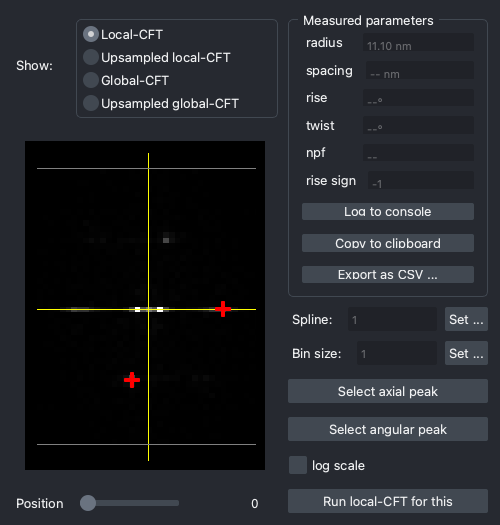 Show:
Local-CFT
Upsampled local-CFT
Global-CFT
Upsampled global-CFT
Position
0
Measured parameters
radius 11.10 nm
spacing -- nm
rise --°
twist --°
npf --
rise sign -1
Log to console
Copy to clipboard
Export as CSV ...
Spline: 1 Set ...
Bin size: 1 Set ...
Select axial peak
Select angular peak
log scale
Run local-CFT for this